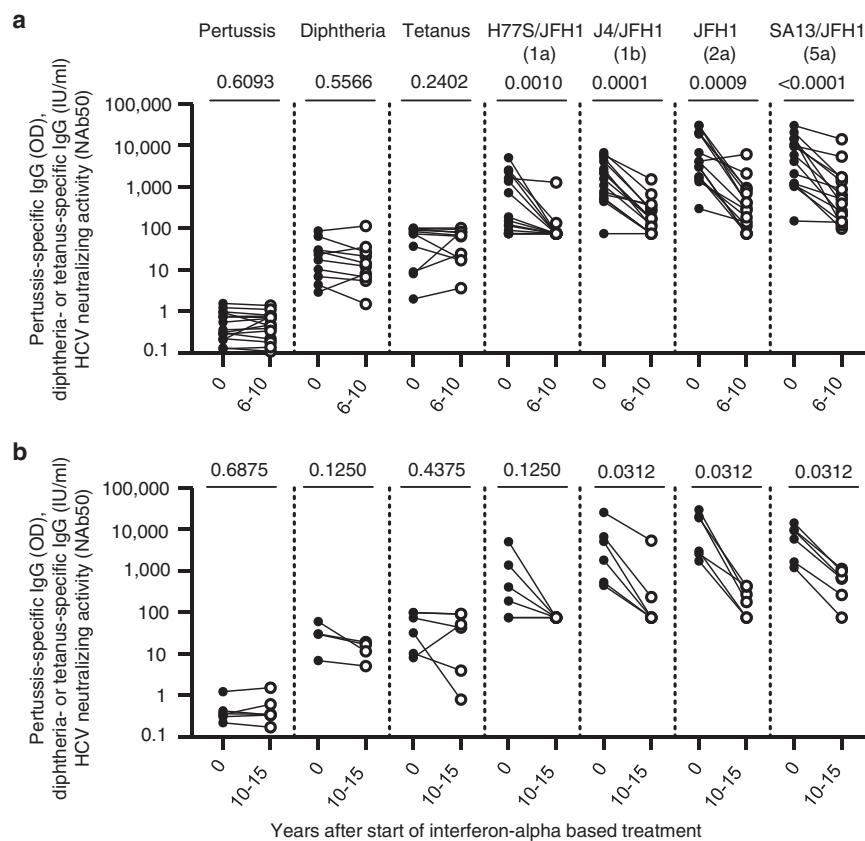 a
Pertussis Diphtheria Tetanus H77S/JFH1 (1a) J4/JFH1 (1b) JFH1 (2a) SA13/JFH1 (5a)
0.6093 0.5566 0.2402 0.0010 0.0001 0.0009 <0.0001
Pertussis-specific IgG (OD),
diphtheria- or tetanus-specific IgG (IU/ml)
HCV neutralizing activity (NAb50)
100,000
10,000
1,000
100
10
1
0.1
0 6-10 0 6-10 0 6-10 0 6-10 0 6-10 0 6-10 0 6-10
b
0.6875 0.1250 0.4375 0.1250 0.0312 0.0312 0.0312
Pertussis-specific IgG (OD),
diphtheria- or tetanus-specific IgG (IU/ml)
HCV neutralizing activity (NAb50)
100,000
10,000
1,000
100
10
1
0.1
0 10-15 0 10-15 0 10-15 0 10-15 0 10-15 0 10-15 0 10-15
Years after start of interferon-alpha based treatment